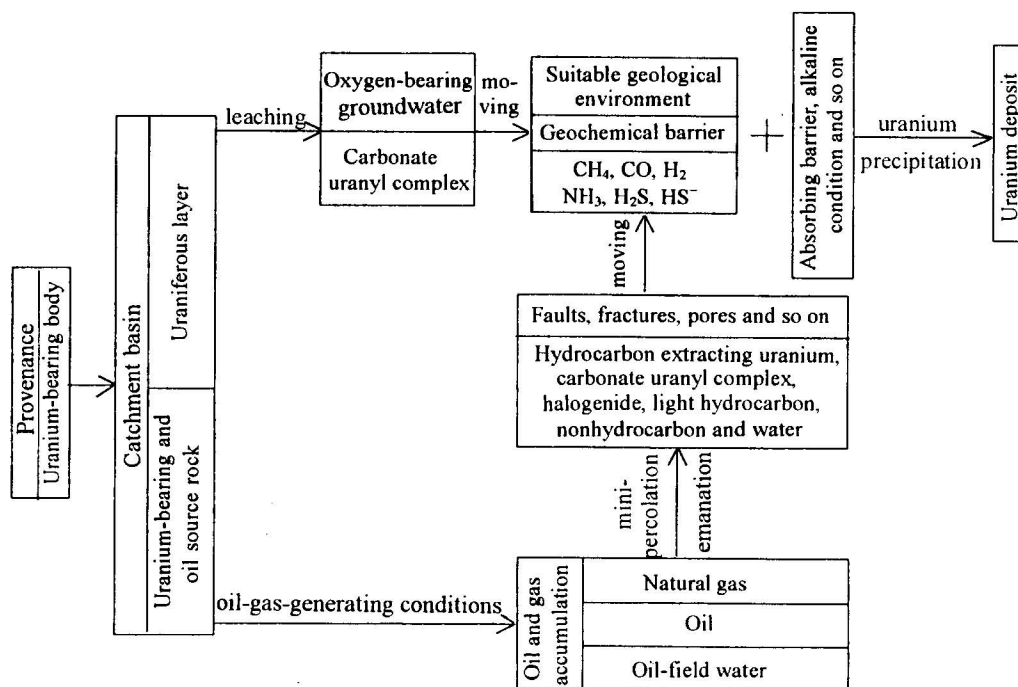 Provenance
Uranium-bearing body
Catchment basin
Uraniferous layer
Uranium-bearing and
oil source rock
leaching
Oxygen-bearing
groundwater
Carbonate
uranyl complex
mo-
ving
Suitable geological
environment
Geochemical barrier
CH₄, CO, H₂
NH₃, H₂S, HS⁻
+
Absorbing barrier, alkaline
condition and so on
uranium
precipitation
Uranium deposit
moving
Faults, fractures, pores and so on
Hydrocarbon extracting uranium,
carbonate uranyl complex,
halogenide, light hydrocarbon,
nonhydrocarbon and water
mini-
percolation
emanation
oil-gas-generating conditions
Oil and gas
accumulation
Natural gas
Oil
Oil-field water